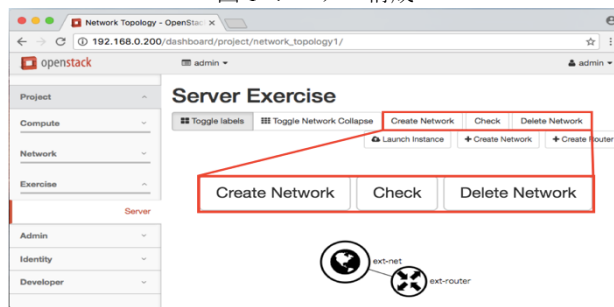 Network Topology - OpenStac
192.168.0.200/dashboard/project/network_topology1/
openstack
admin
admin
Project
Server Exercise
Compute
Toggle labels
Toggle Network Collapse
Create Network
Check
Delete Network
Launch Instance
+ Create Network
+ Create Router
Network
Exercise
Create Network
Check
Delete Network
Server
Admin
Identity
Developer
ext-net
ext-router